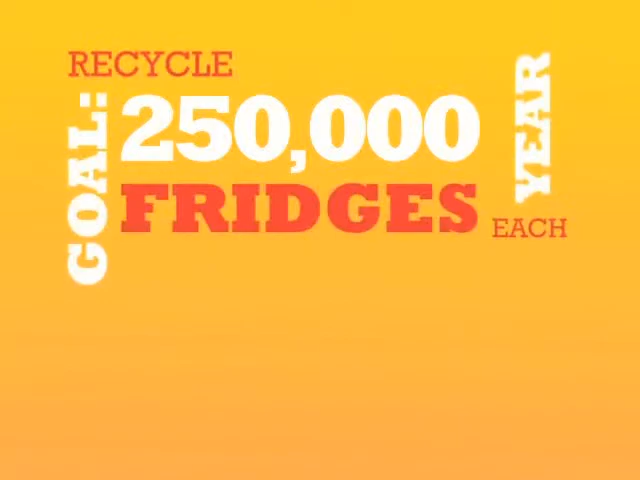 GOAL:
RECYCLE
250,000
FRIDGES
EACH
YEAR